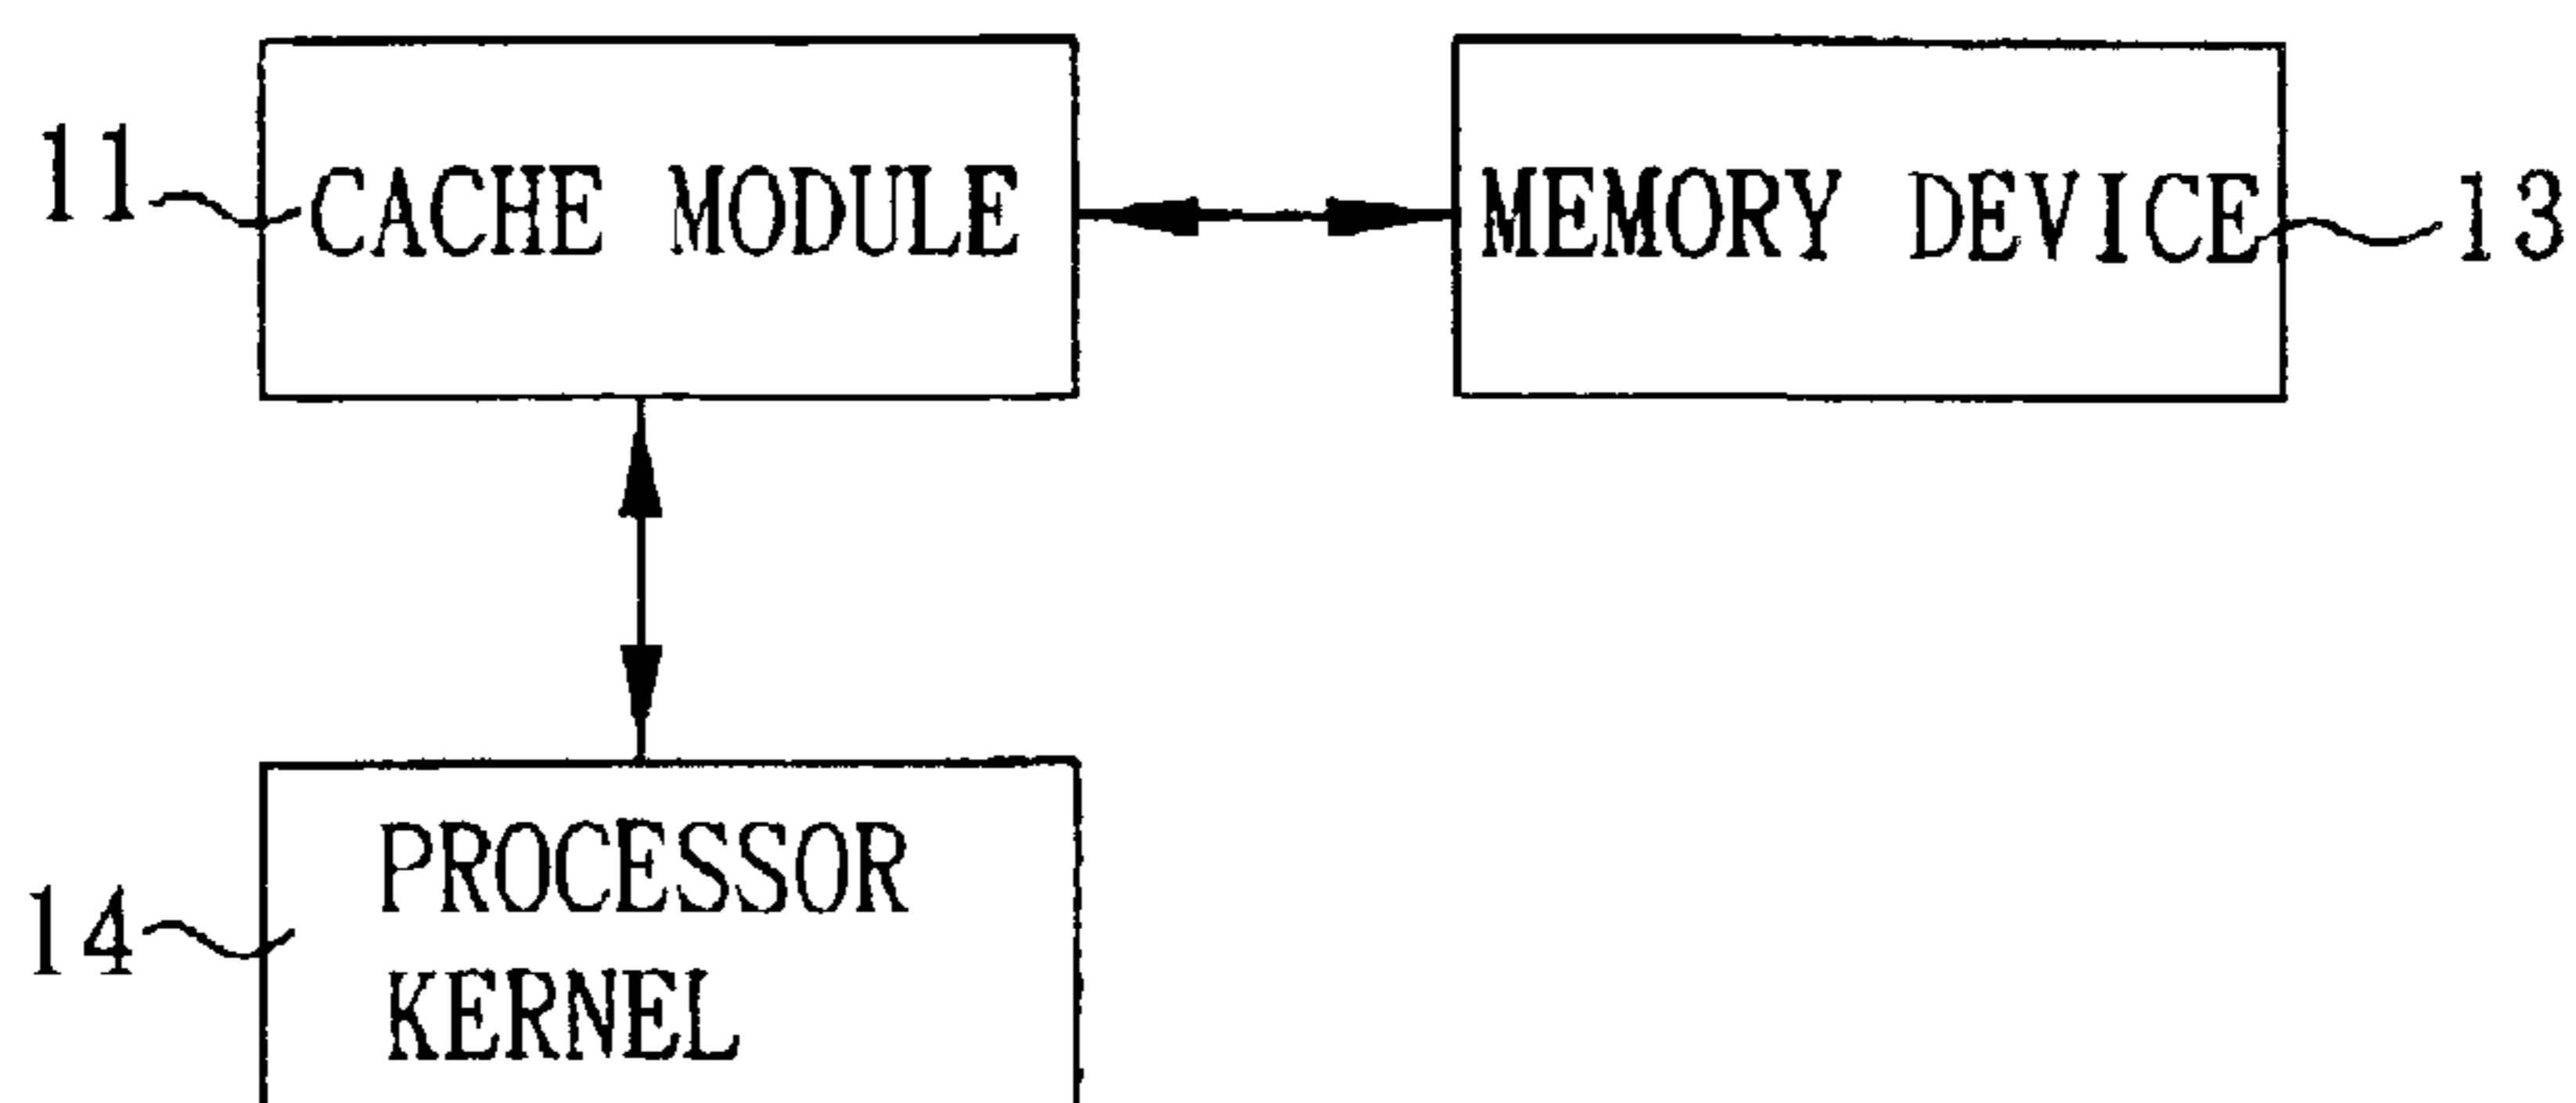 11 CACHE MODULE MEMORY DEVICE 13
PROCESSOR
14
KERNEL